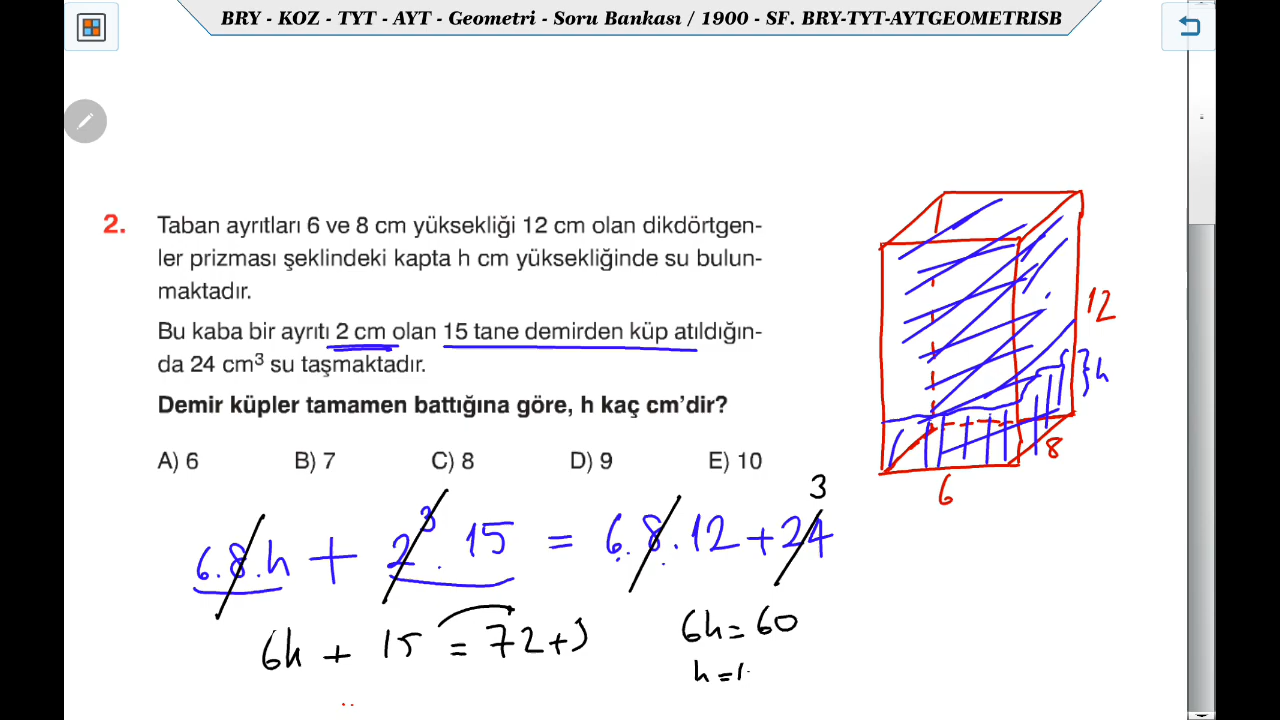 BRY - KOZ - TYT - AYT - Geometri - Soru Bankası / 1900 - SF. BRY-TYT-AYTGEOMETRISB
2. Taban ayrıtları 6 ve 8 cm yüksekliği 12 cm olan dikdörtgen-
ler prizması şeklindeki kapta h cm yüksekliğinde su bulun-
maktadır.
Bu kaba bir ayrıtı 2 cm olan 15 tane demirden küp atıldığın-
da 24 cm³ su taşmaktadır.
Demir küpler tamamen battığına göre, h kaç cm'dir?
A) 6 B) 7 C) 8 D) 9 E) 10
12
h
8
6
3
6.8.h + 2³. 15 = 6.8.12+24
6h + 15 = 72+3
6h = 60
h = 1